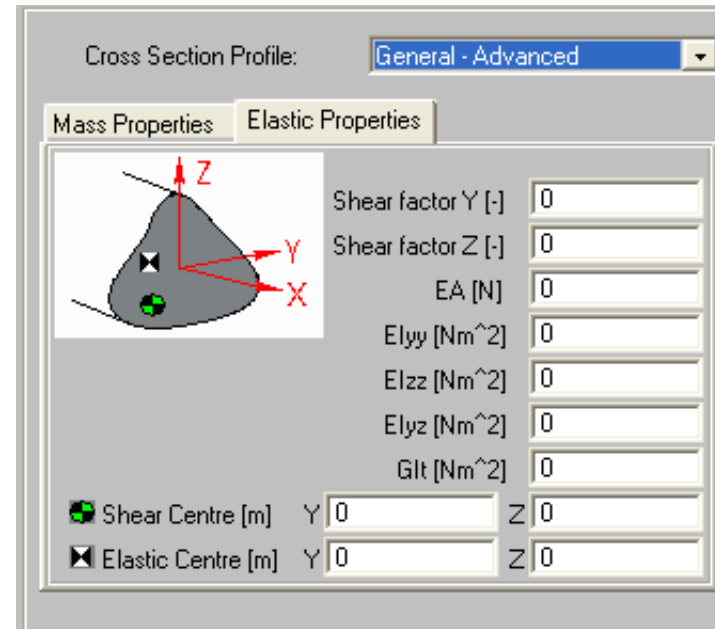 Cross Section Profile: General - Advanced
Mass Properties Elastic Properties
Z
Y
X
Shear factor Y [-] 0
Shear factor Z [-] 0
EA [N] 0
EIyy [Nm^2] 0
EIzz [Nm^2] 0
EIyz [Nm^2] 0
GIt [Nm^2] 0
Shear Centre [m] Y 0 Z 0
Elastic Centre [m] Y 0 Z 0